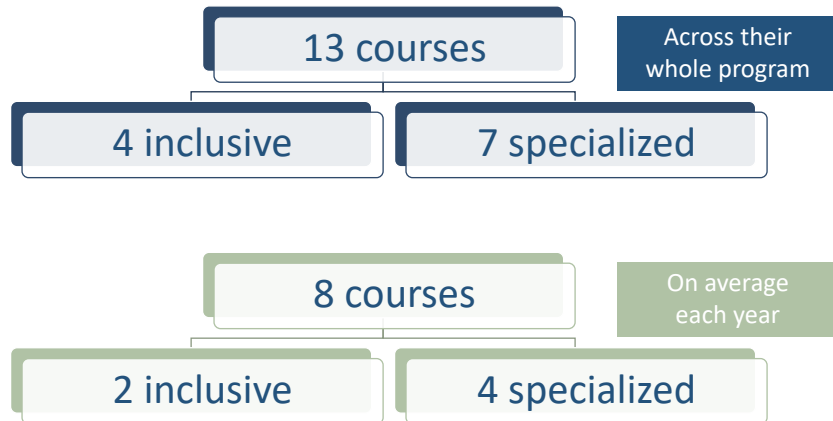 13 courses
Across their
whole program
4 inclusive
7 specialized
8 courses
On average
each year
2 inclusive
4 specialized